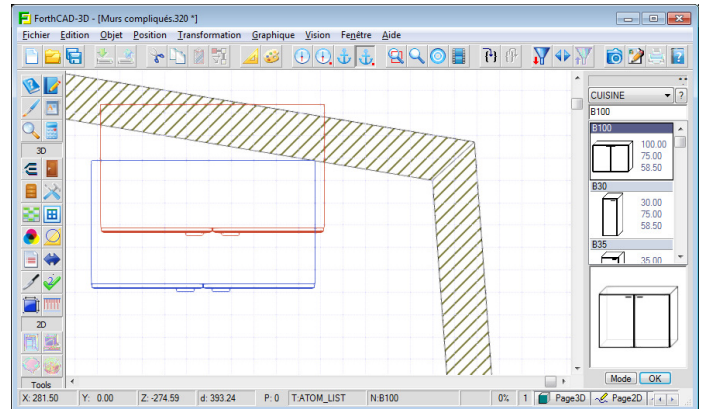 ForthCAD-3D - [Murs compliqués.320 *]
Fichier Edition Objet Position Transformation Graphique Vision Fenêtre Aide
CUISINE
?
B100
B100
100.00
75.00
58.50
B30
30.00
75.00
58.50
B35
35.00
3D
2D
Tools
Mode OK
X: 281.50 Y: 0.00 Z: -274.59 d: 393.24 P: 0 T:ATOM_LIST N:B100 0% 1 Page3D Page2D